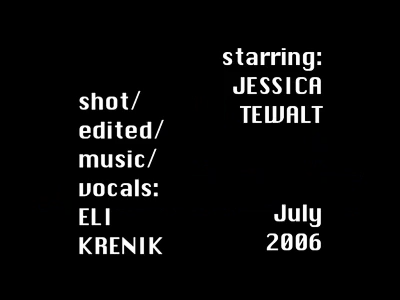 starring:
JESSICA
TEWALT
shot/
edited/
music/
vocals:
ELI
KRENIK
July
2006